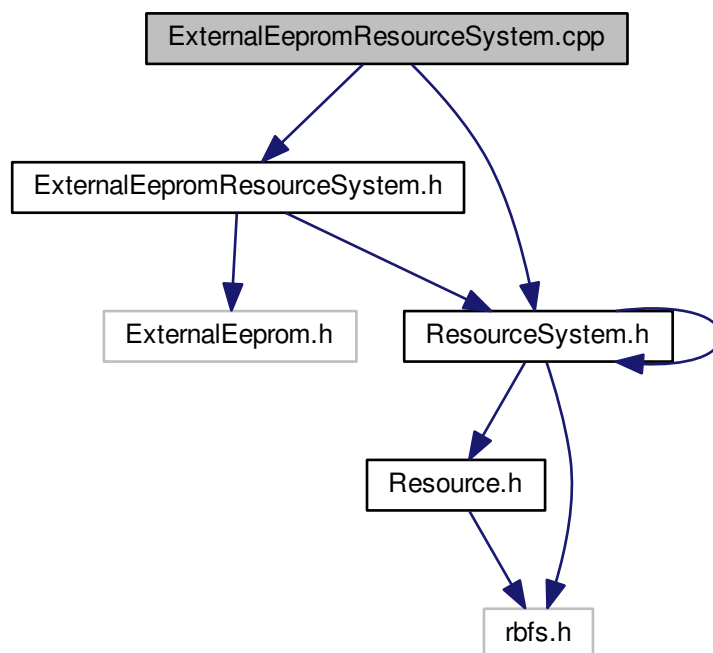 ExternalEepromResourceSystem.cpp
ExternalEepromResourceSystem.h
ExternalEeprom.h
ResourceSystem.h
Resource.h
rbfs.h